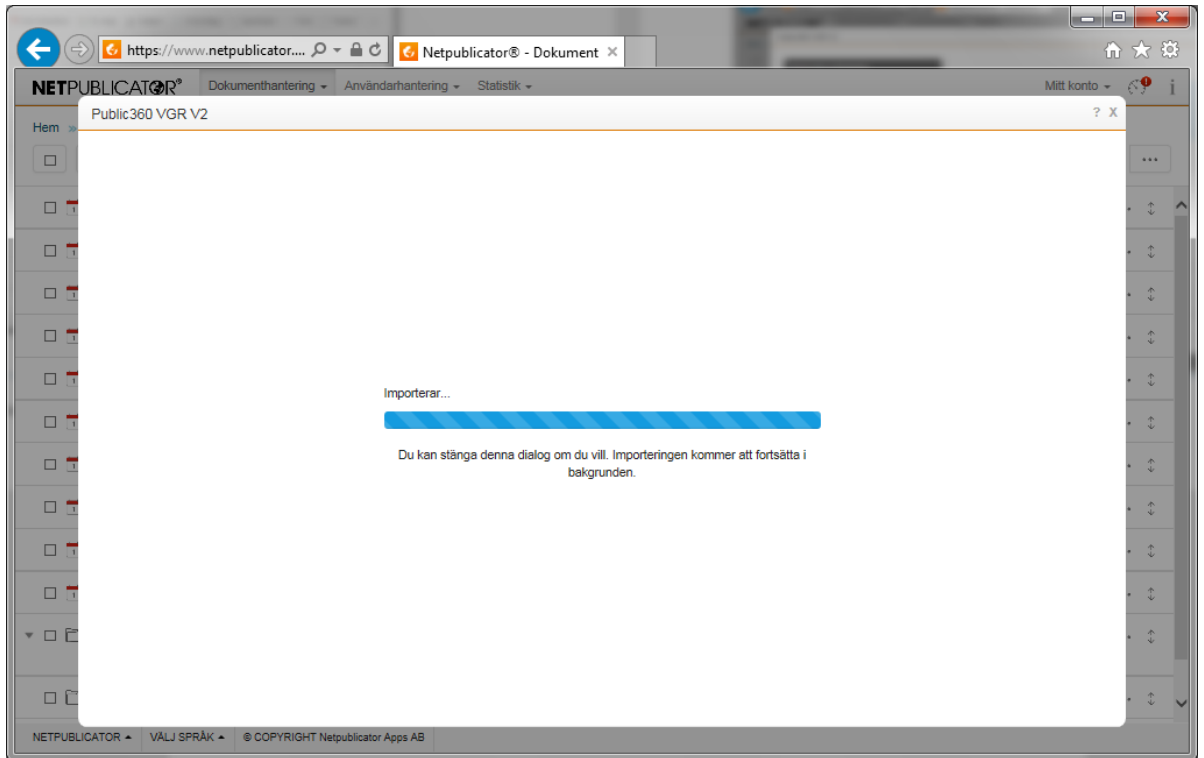 https://www.netpublicator....
Netpublicator® - Dokument
NETPUBLICATOR® Dokumenthantering Användarhantering Statistik Mitt konto
Public360 VGR V2 ? X
Hem »
Importerar...
Du kan stänga denna dialog om du vill. Importeringen kommer att fortsätta i
bakgrunden.
NETPUBLICATOR VÄLJ SPRÅK © COPYRIGHT Netpublicator Apps AB